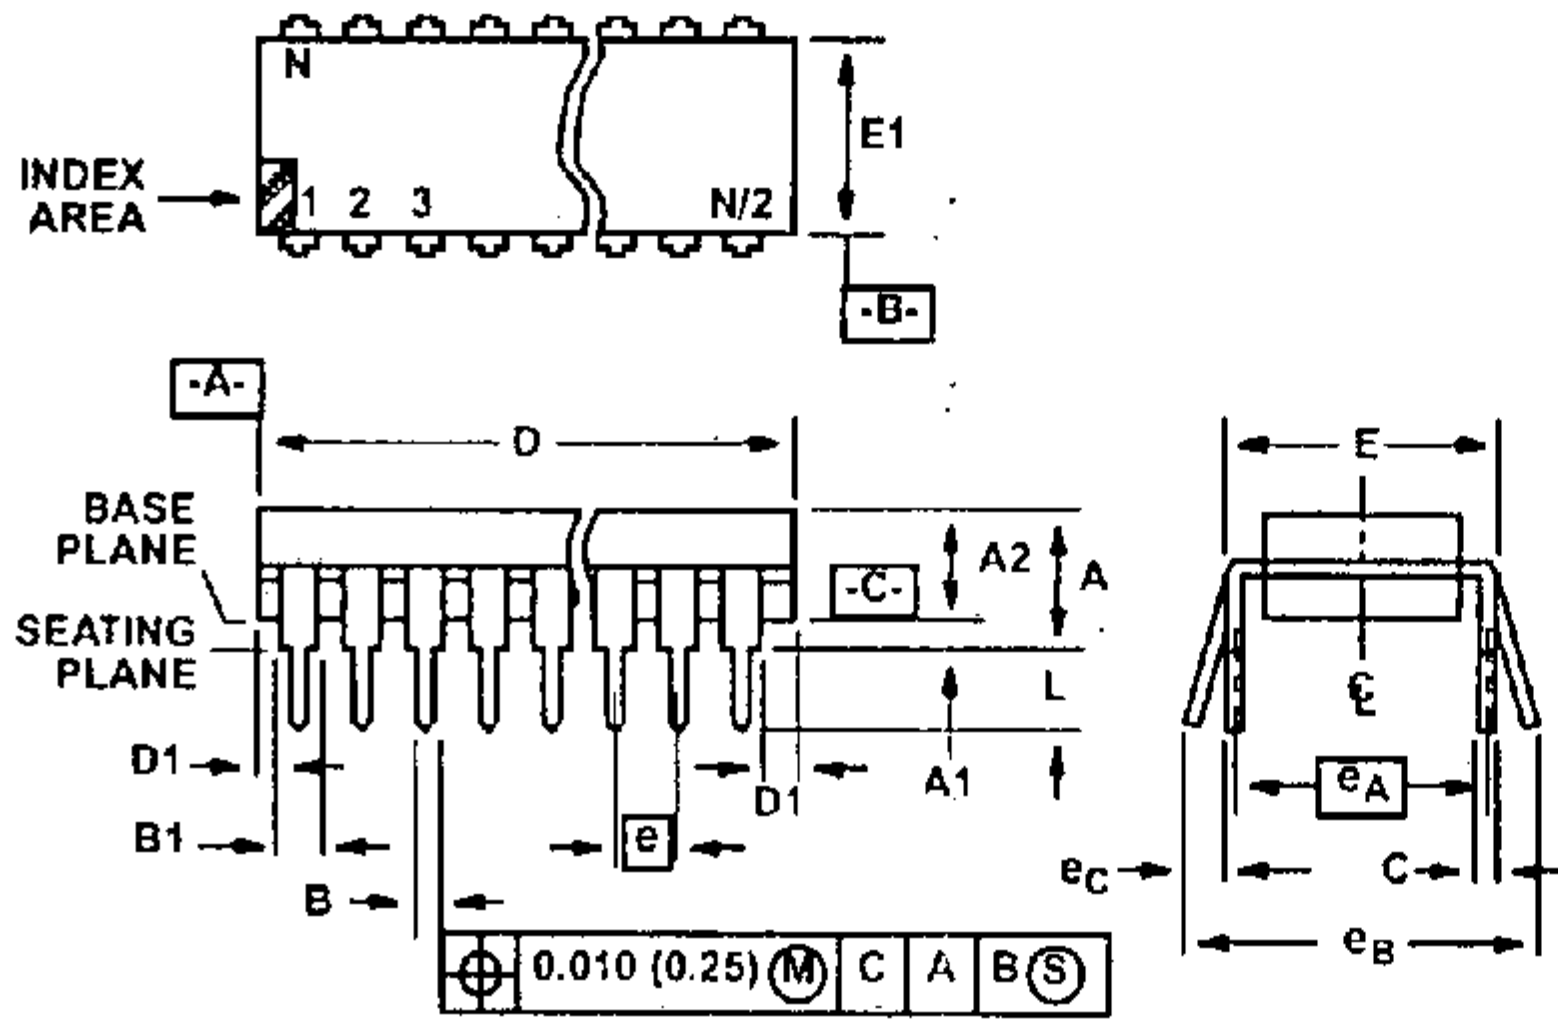 N
E1
INDEX
AREA
1 2 3 N/2
-B-
-A-
D
E
BASE
PLANE
A2
A
-C-
SEATING
PLANE
L
℄
D1
A1
D1
eA
B1
e
eC
C
B
eB
0.010 (0.25) Ⓜ C A B Ⓢ